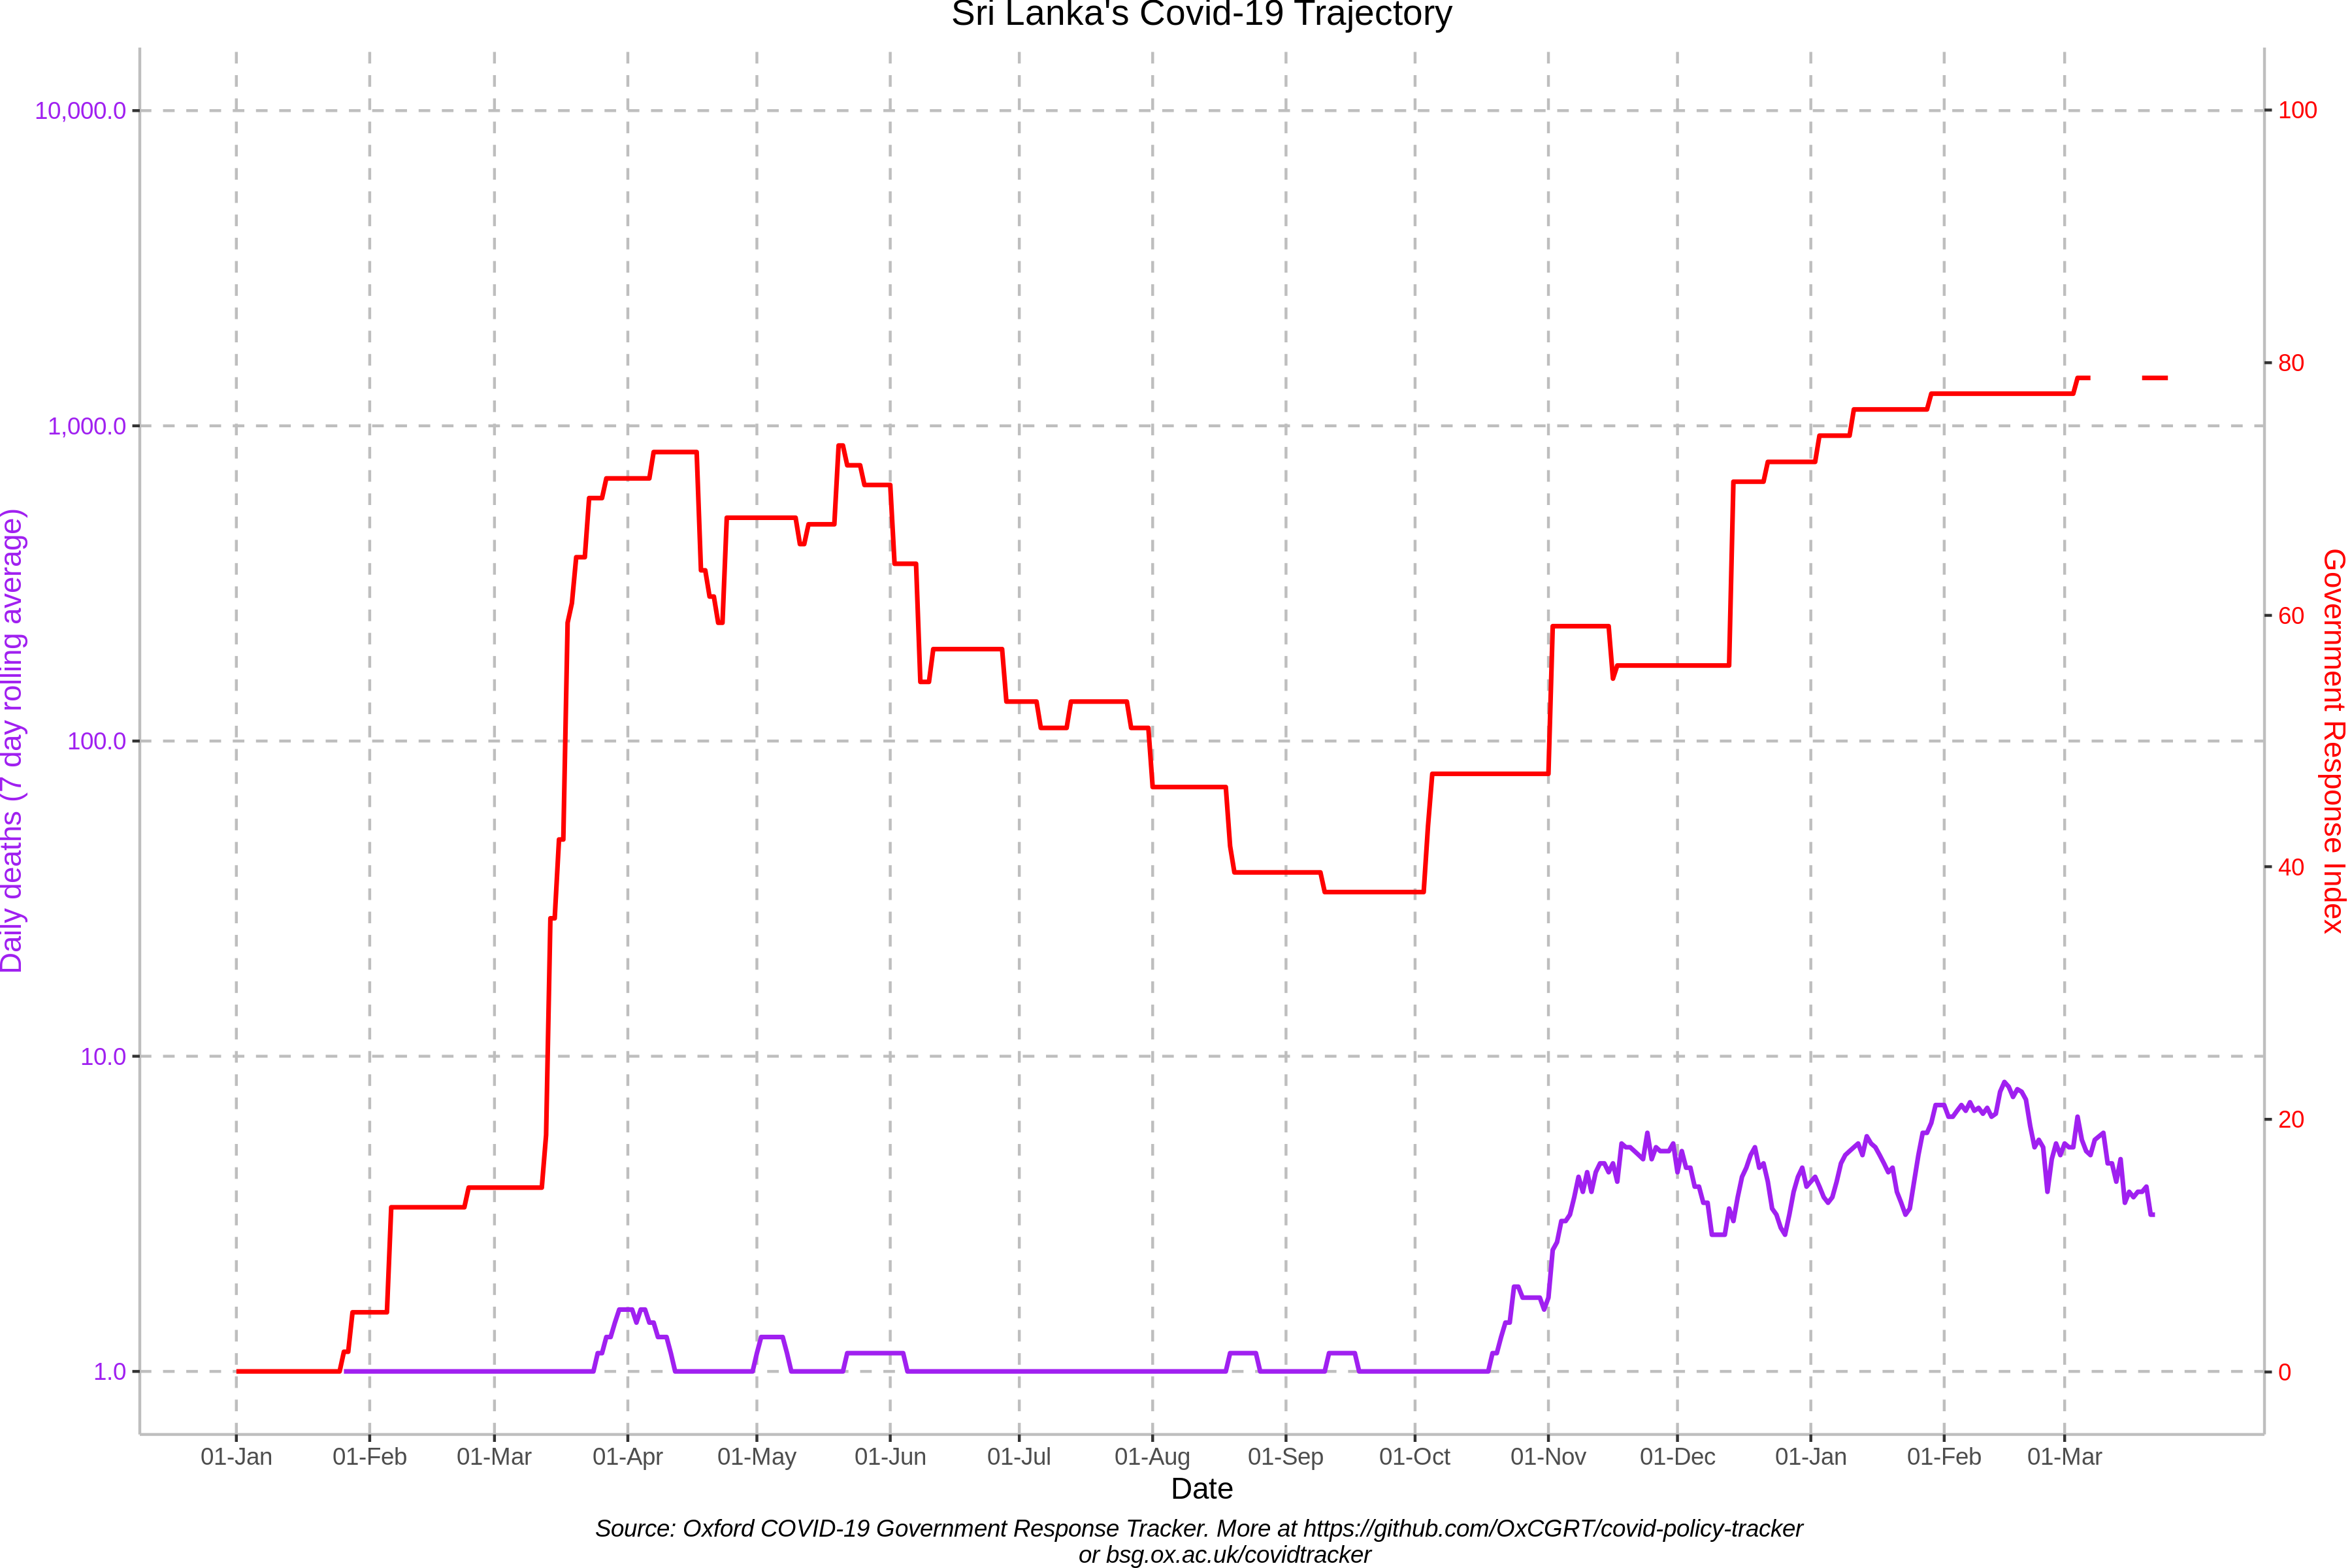 Sri Lanka's Covid-19 Trajectory
10,000.0
1,000.0
100.0
10.0
1.0
Daily deaths (7 day rolling average)
100
80
60
40
20
0
Government Response Index
01-Jan
01-Feb
01-Mar
01-Apr
01-May
01-Jun
01-Jul
01-Aug
01-Sep
01-Oct
01-Nov
01-Dec
01-Jan
01-Feb
01-Mar
Date
Source: Oxford COVID-19 Government Response Tracker. More at https://github.com/OxCGRT/covid-policy-tracker
or bsg.ox.ac.uk/covidtracker